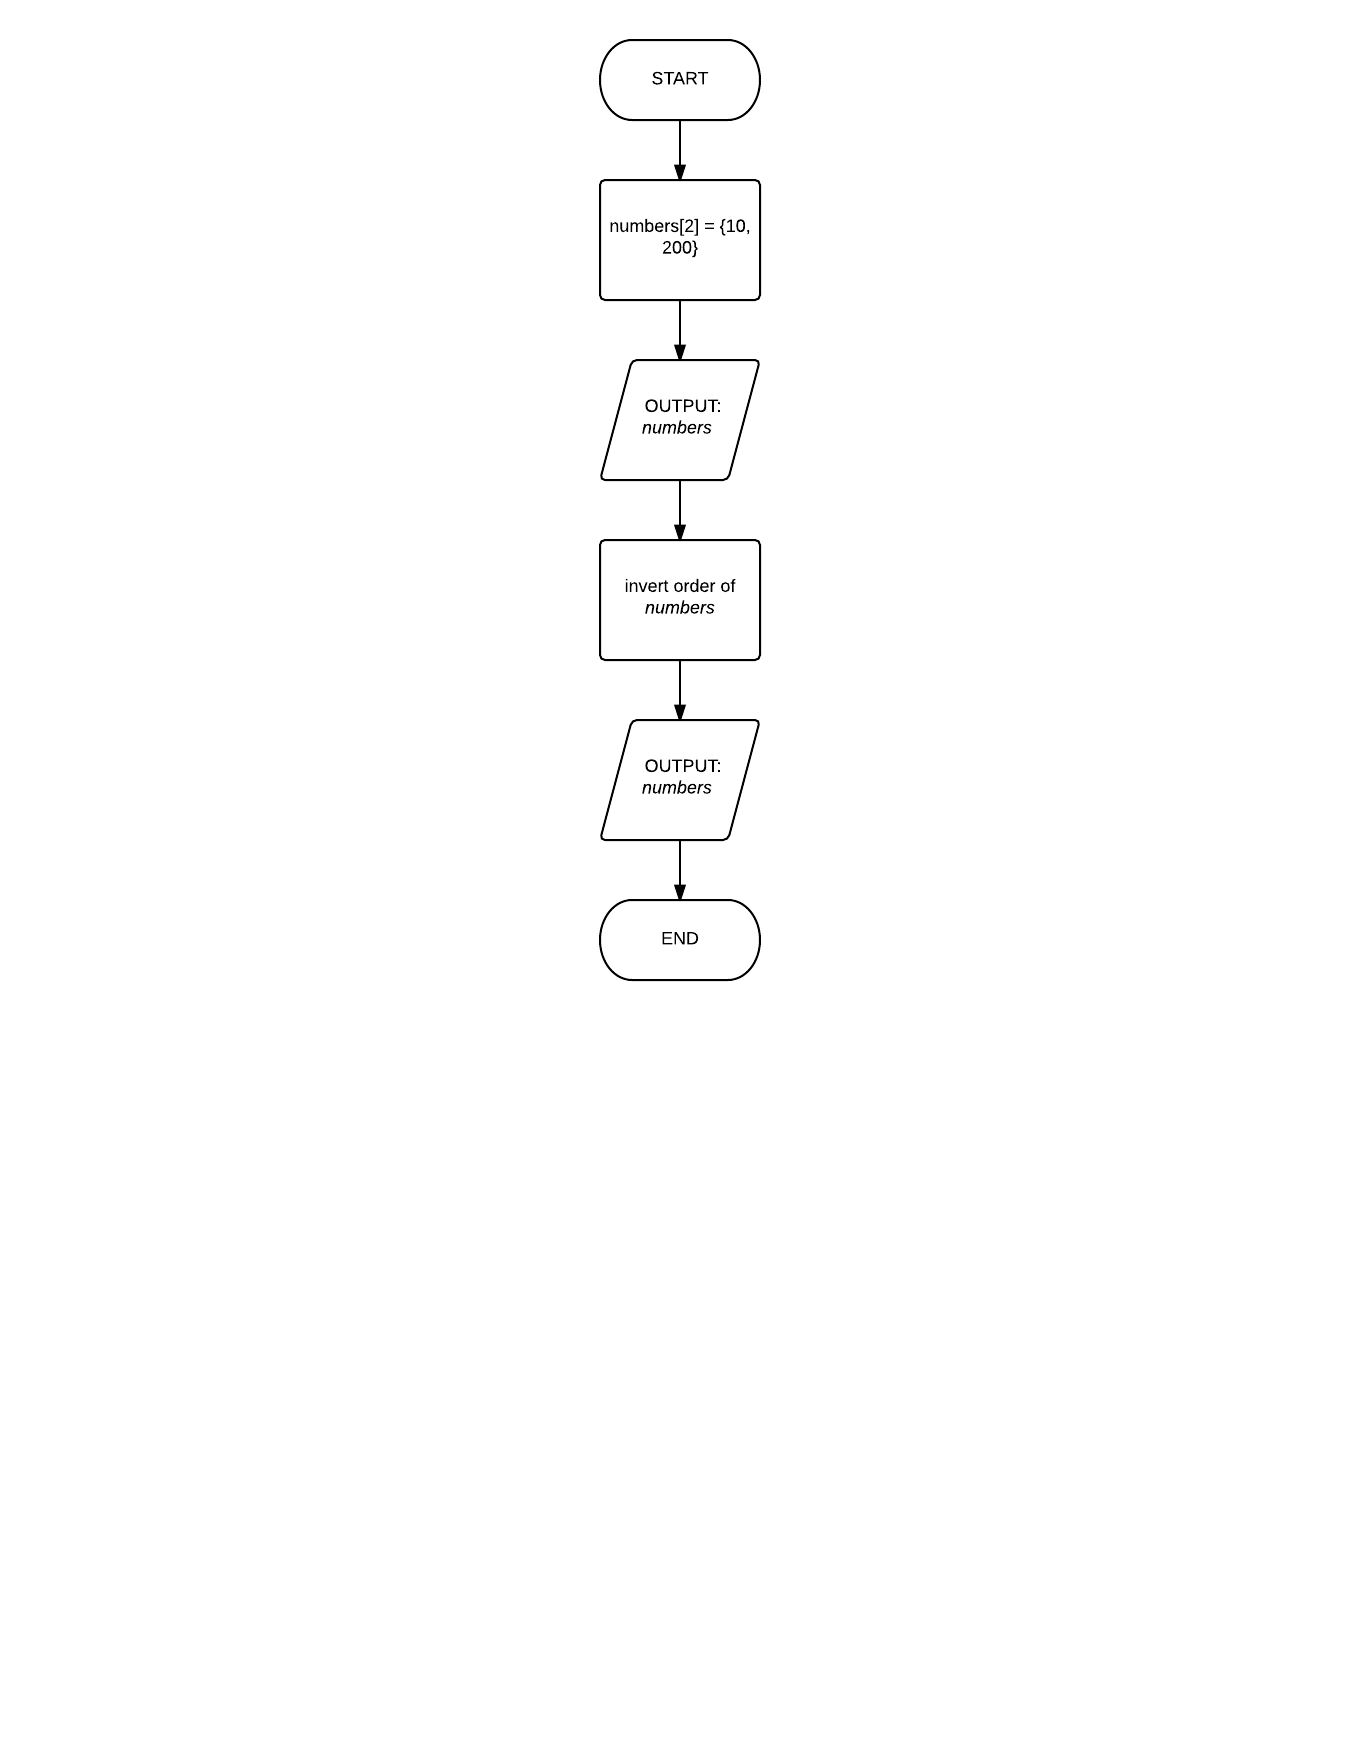 START
numbers[2] = {10,
200}
OUTPUT:
numbers
invert order of
numbers
OUTPUT:
numbers
END